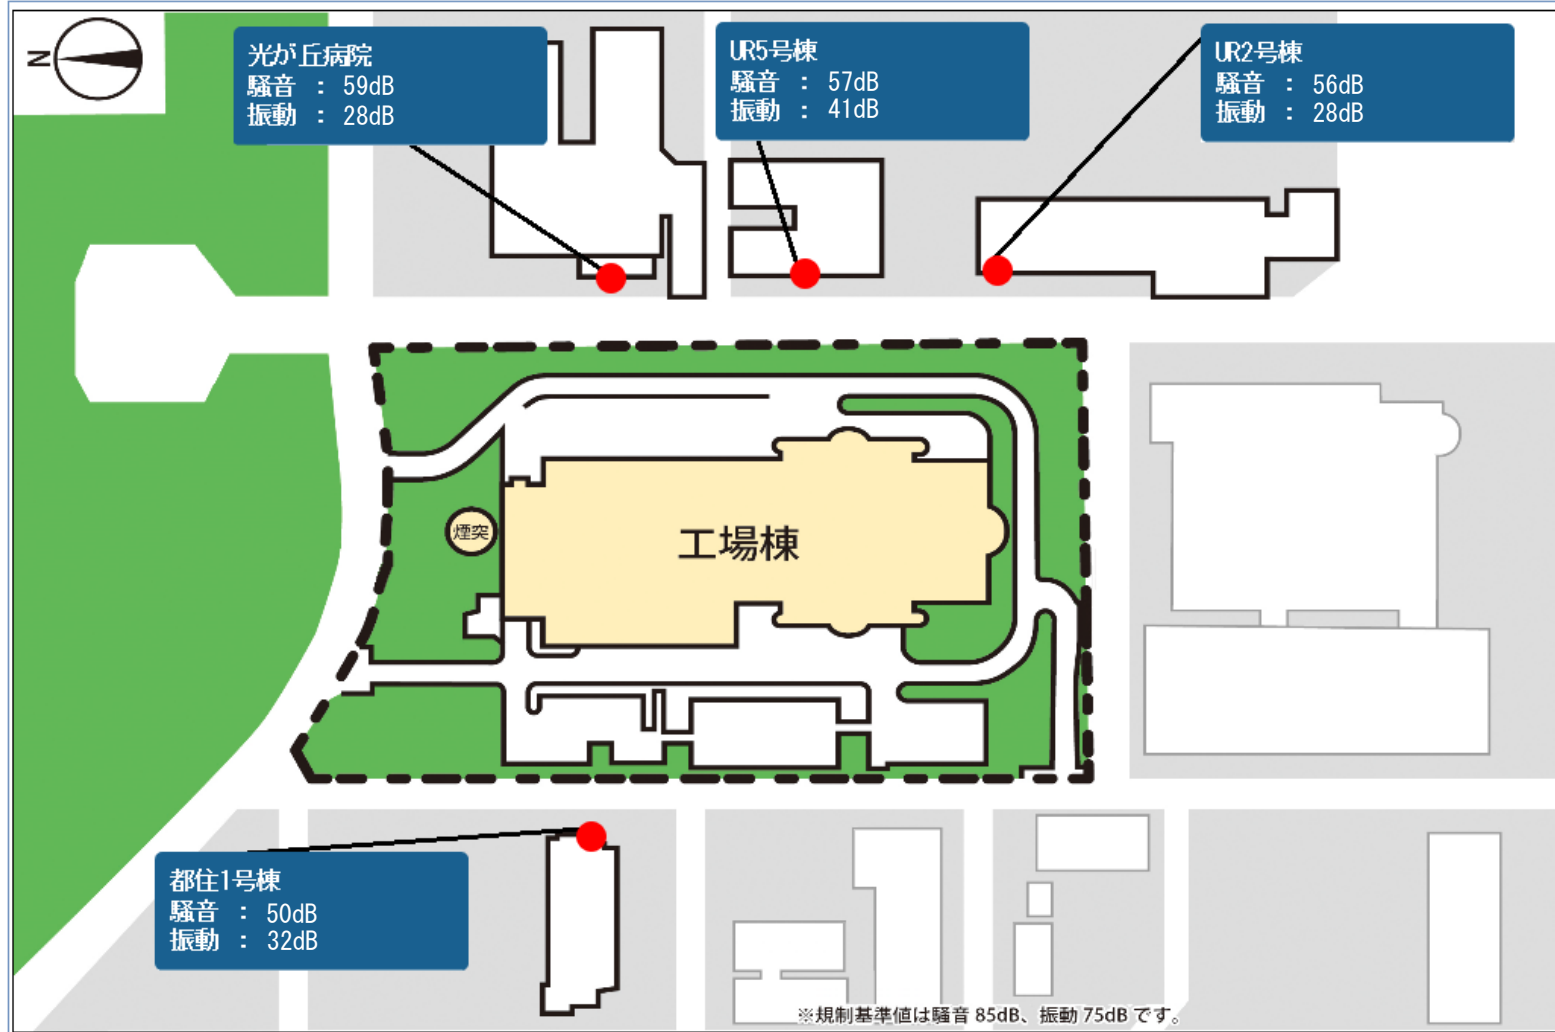 N
光が丘病院
騒音 : 59dB
振動 : 28dB
UR5号棟
騒音 : 57dB
振動 : 41dB
UR2号棟
騒音 : 56dB
振動 : 28dB
煙突
工場棟
都住1号棟
騒音 : 50dB
振動 : 32dB
※規制基準値は騒音 85dB、振動 75dB です。